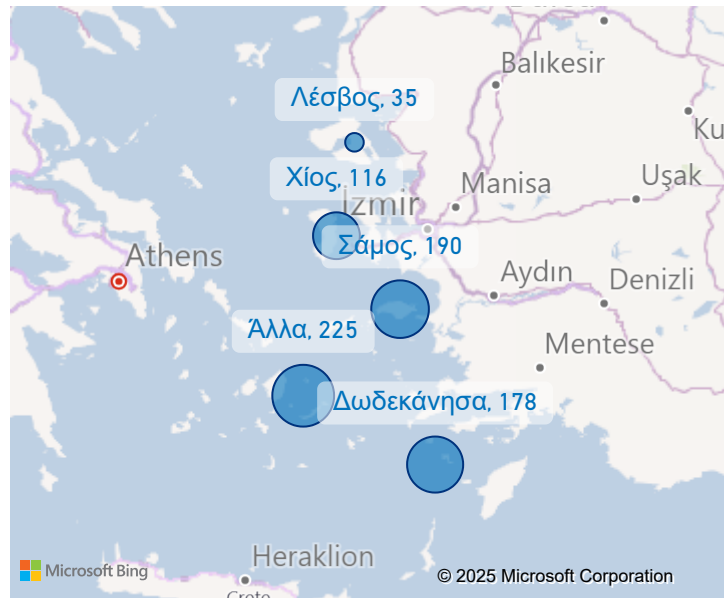 Balıkesir
Λέσβος, 35
Ku
Χίος, 116
Uşak
Manisa
İzmir
Σάμος, 190
Athens
Aydın
Denizli
Άλλα, 225
Mentese
Δωδεκάνησα, 178
Heraklion
Microsoft Bing
© 2025 Microsoft Corporation
Crete